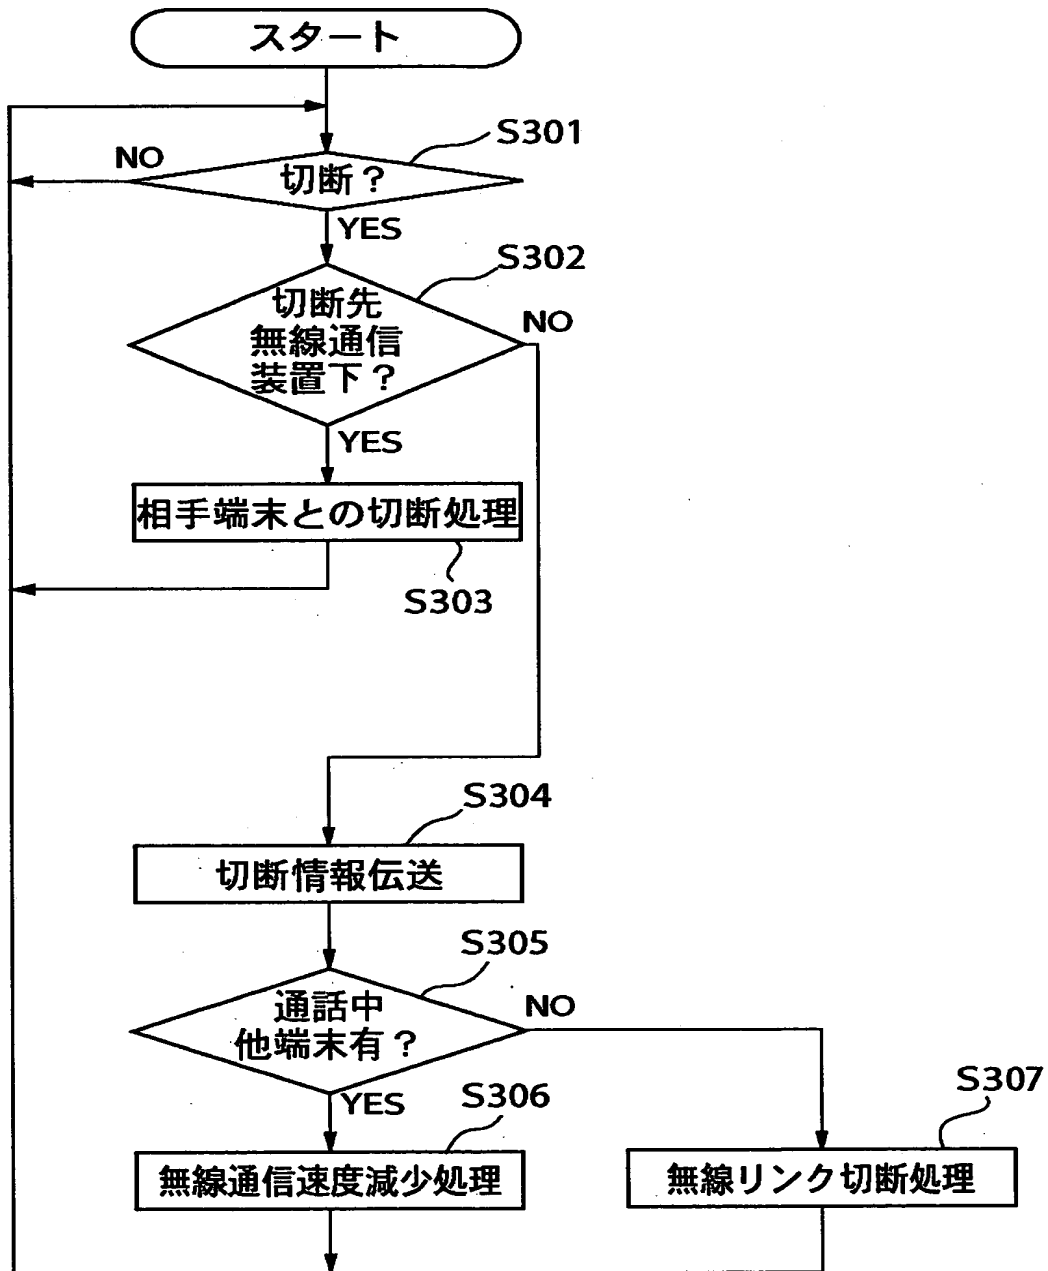 スタート
S301
NO
切断？
YES
S302
切断先
無線通信
装置下？
NO
YES
相手端末との切断処理
S303
S304
切断情報伝送
S305
通話中
他端末有？
NO
YES
S306
S307
無線通信速度減少処理
無線リンク切断処理